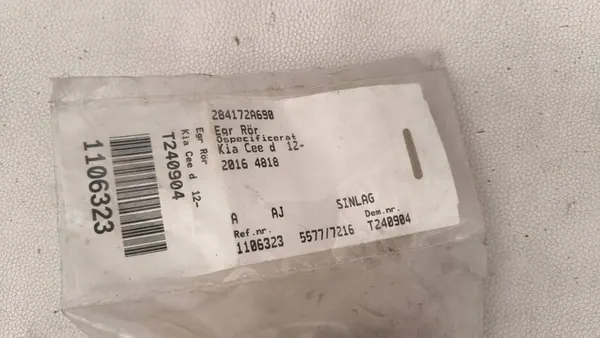 284172A690
Egr Rör
Ospecificerat
Kia Cee d 12-
2016 4818
A AJ SINLAG
Ref.nr. Dem.nr.
1106323 5577/7216 T240904
Egr Rör
Kia Cee d 12-
T240904
1106323